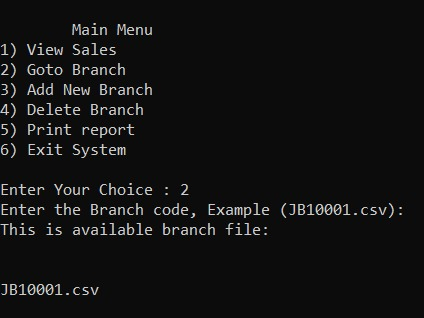 Main Menu
1) View Sales
2) Goto Branch
3) Add New Branch
4) Delete Branch
5) Print report
6) Exit System
Enter Your Choice : 2
Enter the Branch code, Example (JB10001.csv):
This is available branch file:
JB10001.csv